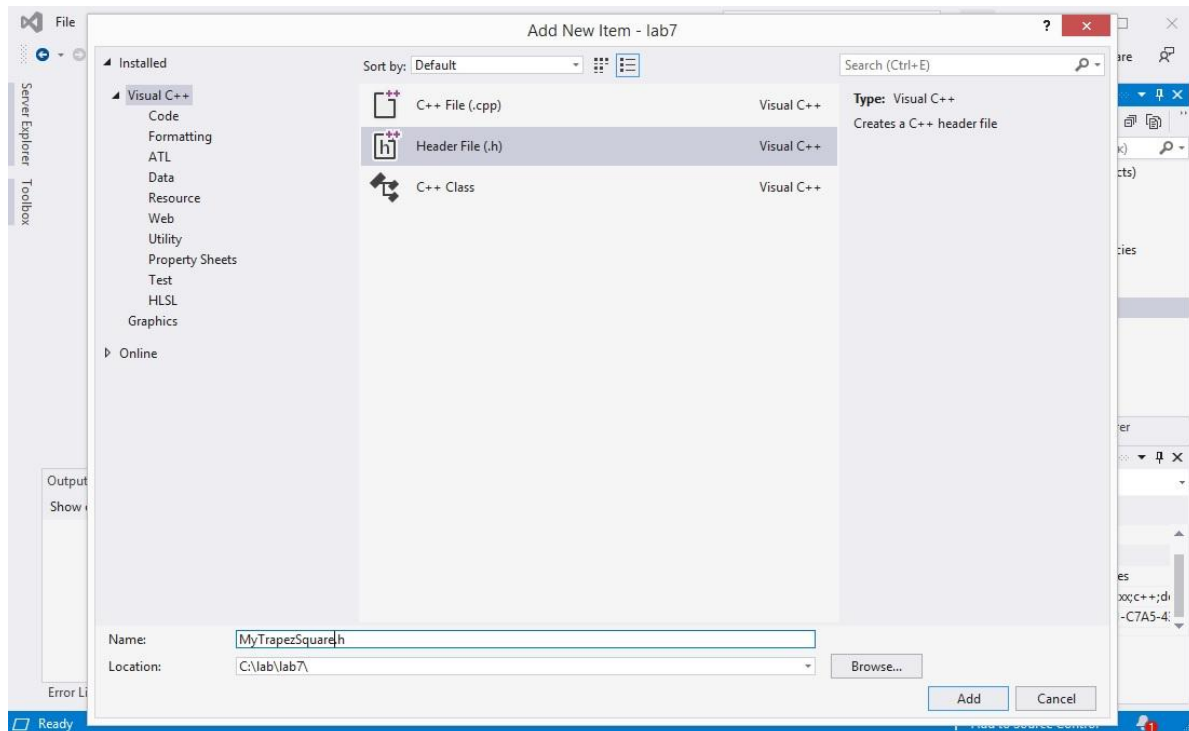 File
Add New Item - lab7
?
Server Explorer
Toolbox
Installed
Visual C++
Code
Formatting
ATL
Data
Resource
Web
Utility
Property Sheets
Test
HLSL
Graphics
Online
Sort by: Default
C++ File (.cpp) Visual C++
Header File (.h) Visual C++
C++ Class Visual C++
Search (Ctrl+E)
Type: Visual C++
Creates a C++ header file
Output
Show
Name: MyTrapezSquare.h
Location: C:\lab\lab7\
Browse...
Add Cancel
Ready